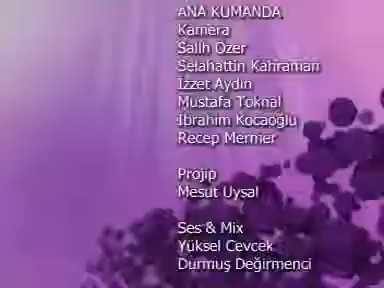 ANA KUMANDA
Kamera
Salih Özer
Selahattin Kahraman
İzzet Aydın
Mustafa Toknal
İbrahim Kocaoğlu
Recep Mermer
Projip
Mesut Uysal
Ses & Mix
Yüksel Cevcek
Durmuş Değirmenci